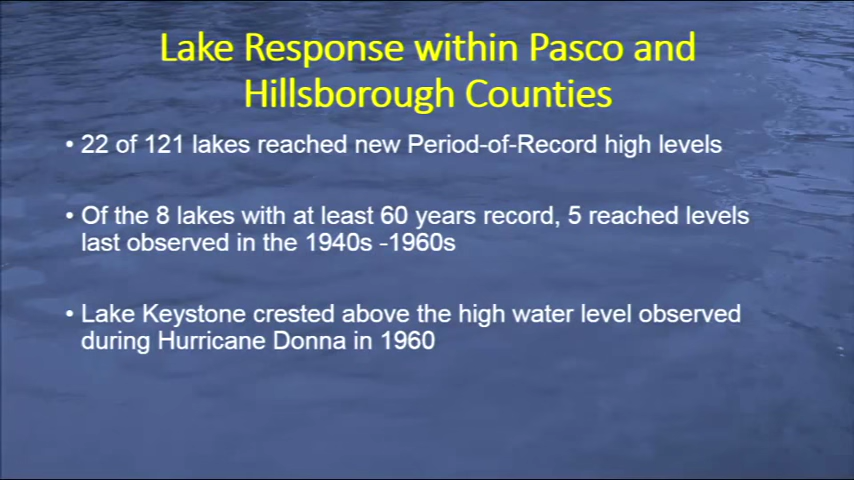 Lake Response within Pasco and
Hillsborough Counties
• 22 of 121 lakes reached new Period-of-Record high levels
• Of the 8 lakes with at least 60 years record, 5 reached levels
last observed in the 1940s -1960s
• Lake Keystone crested above the high water level observed
during Hurricane Donna in 1960